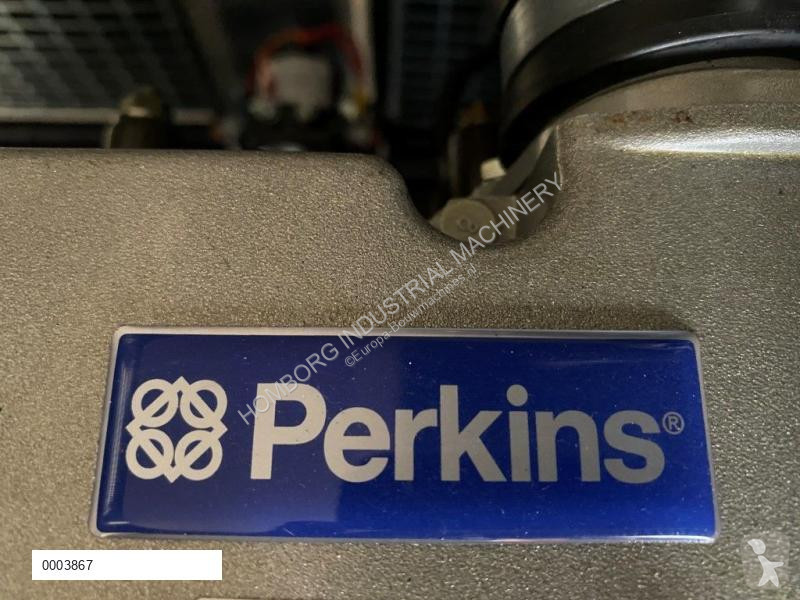 HOMBORG INDUSTRIAL MACHINERY
©Europa-Bouwmachines.nl
Perkins®
0003867